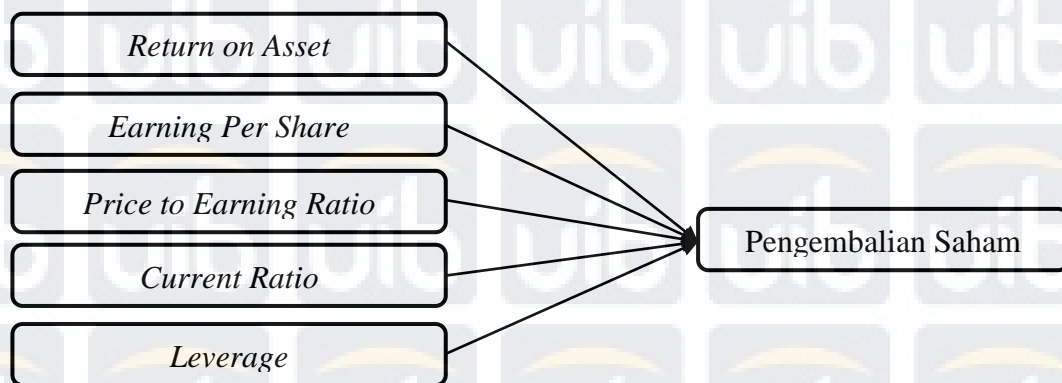 Return on Asset
Earning Per Share
Price to Earning Ratio
Pengembalian Saham
Current Ratio
Leverage